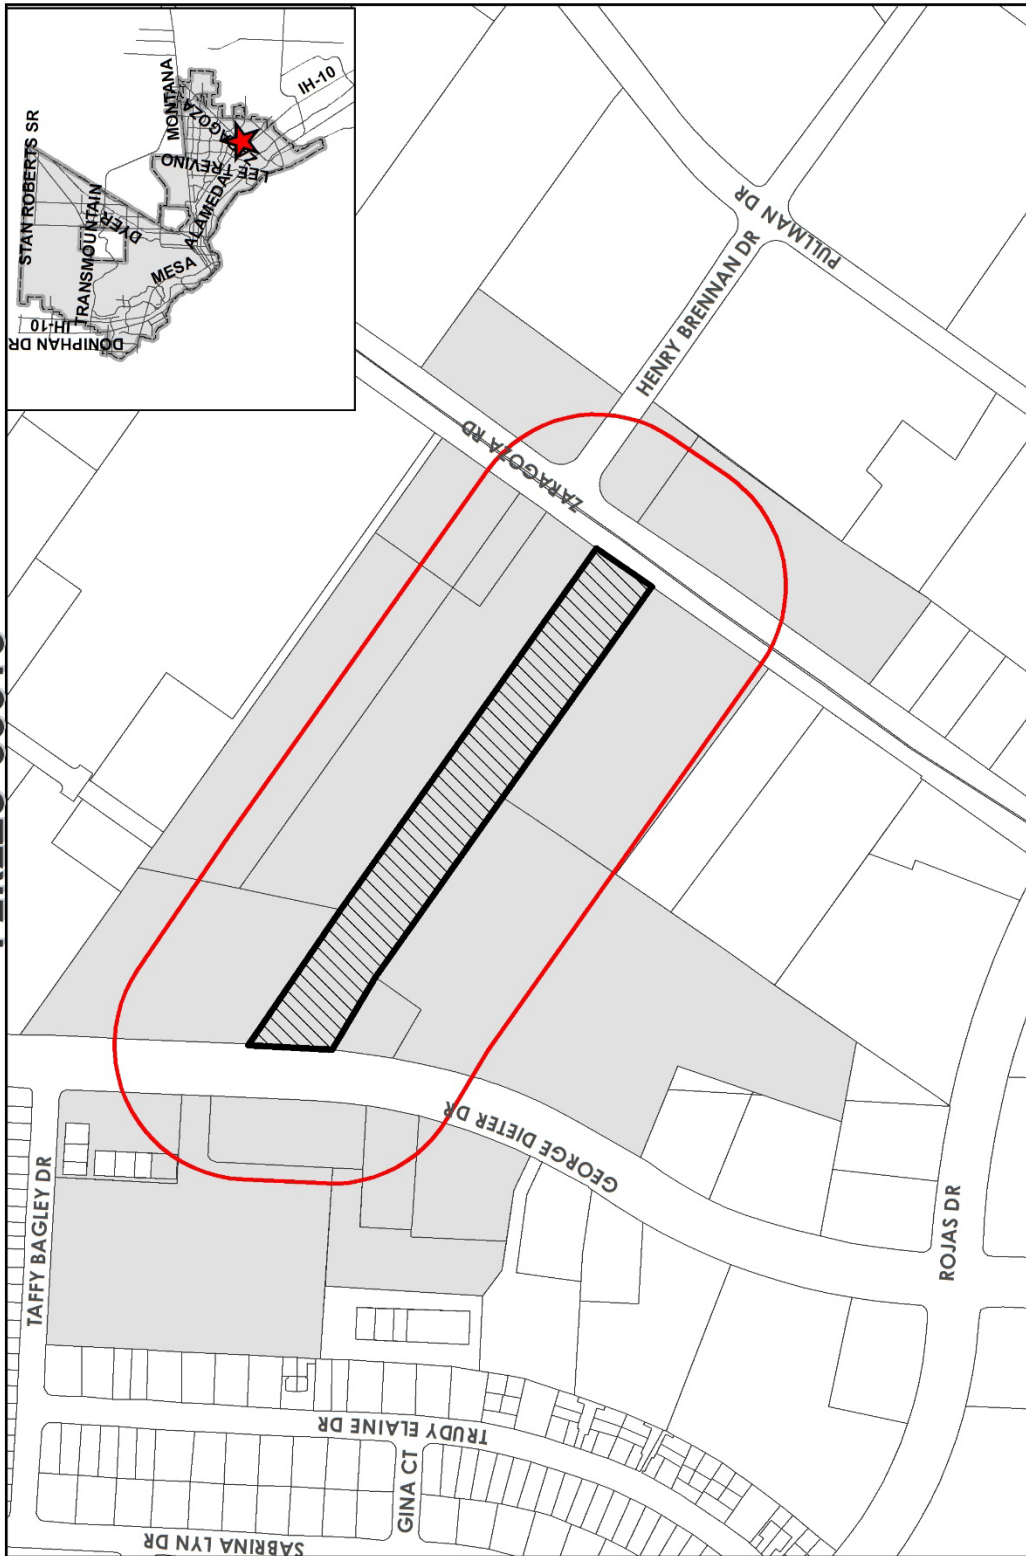 STAN ROBERTS SR
MONTANA
IH-10
ZARAGOZA
LEE TREVINO
ALAMEDA
TRANSMOUNTAIN
DYER
MESA
IH-10
DONIPHAN DR
PULLMAN DR
HENRY BRENNAN DR
ZARAGOZA RD
GEORGE DIETER DR
TAFFY BAGLEY DR
ROJAS DR
TRUDY ELAINE DR
GINA CT
SABRINA LYN DR